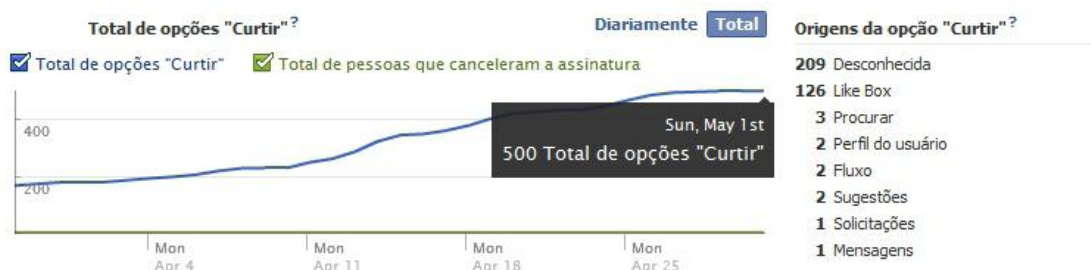 Total de opções "Curtir"?
Diariamente Total
Total de opções "Curtir" Total de pessoas que canceleram a assinatura
400
200
Sun, May 1st
500 Total de opções "Curtir"
Mon Mon Mon Mon
Apr 4 Apr 11 Apr 18 Apr 25
Origens da opção "Curtir"?
209 Desconhecida
126 Like Box
3 Procurar
2 Perfil do usuário
2 Fluxo
2 Sugestões
1 Solicitações
1 Mensagens